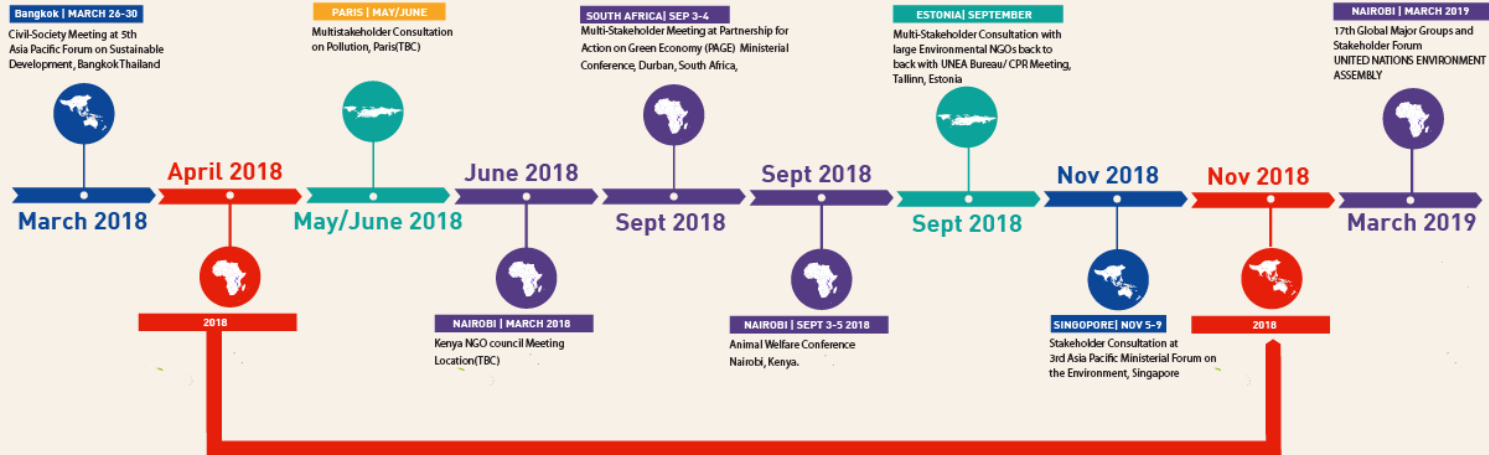 Bangkok | MARCH 26-30
Civil-Society Meeting at 5th
Asia Pacific Forum on Sustainable
Development, Bangkok Thailand
March 2018
April 2018
2018
PARIS | MAY/JUNE
Multistakeholder Consultation
on Pollution, Paris(TBC)
May/June 2018
June 2018
NAIROBI | MARCH 2018
Kenya NGO council Meeting
Location(TBC)
SOUTH AFRICA| SEP 3-4
Multi-Stakeholder Meeting at Partnership for
Action on Green Economy (PAGE) Ministerial
Conference, Durban, South Africa,
Sept 2018
Sept 2018
NAIROBI | SEPT 3-5 2018
Animal Welfare Conference
Nairobi, Kenya.
ESTONIA| SEPTEMBER
Multi-Stakeholder Consultation with
large Environmental NGOs back to
back with UNEA Bureau/ CPR Meeting,
Tallinn, Estonia
Sept 2018
Nov 2018
SINGOPORE| NOV 5-9
Stakeholder Consultation at
3rd Asia Pacific Ministerial Forum on
the Environment, Singapore
Nov 2018
2018
NAIROBI | MARCH 2019
17th Global Major Groups and
Stakeholder Forum
UNITED NATIONS ENVIRONMENT
ASSEMBLY
March 2019